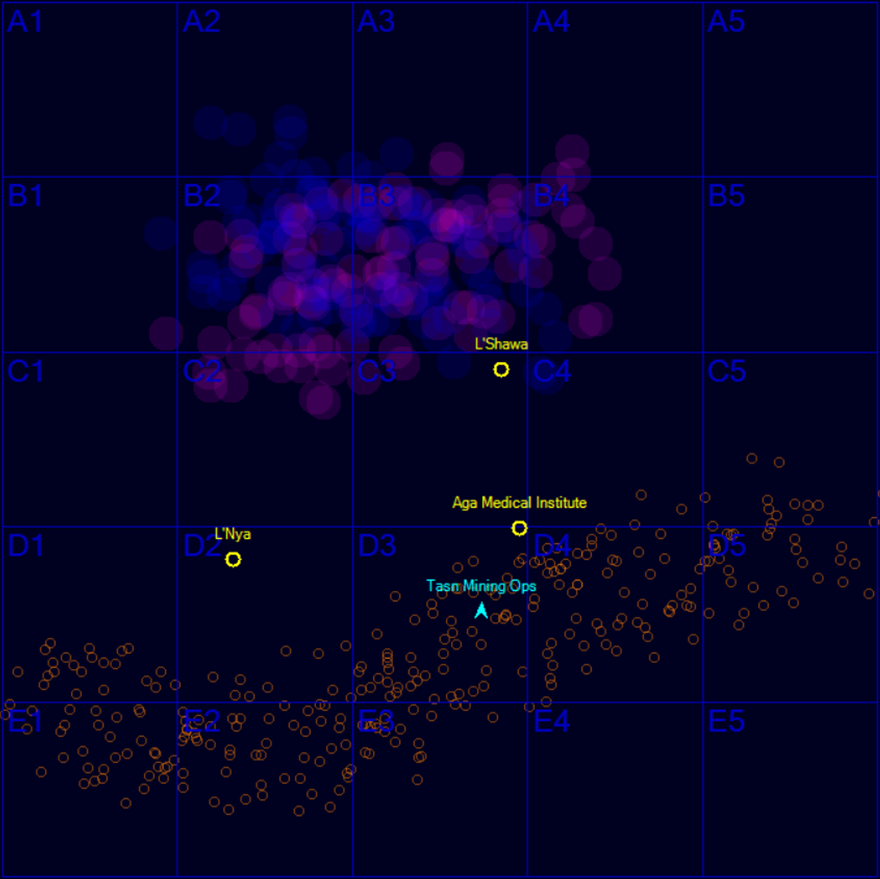 A1
A2
A3
A4
A5
B1
B2
B3
B4
B5
L'Shawa
C1
C2
C3
C4
C5
Aga Medical Institute
L'Nya
D1
D2
D3
D4
D5
Tasn Mining Ops
E1
E2
E3
E4
E5